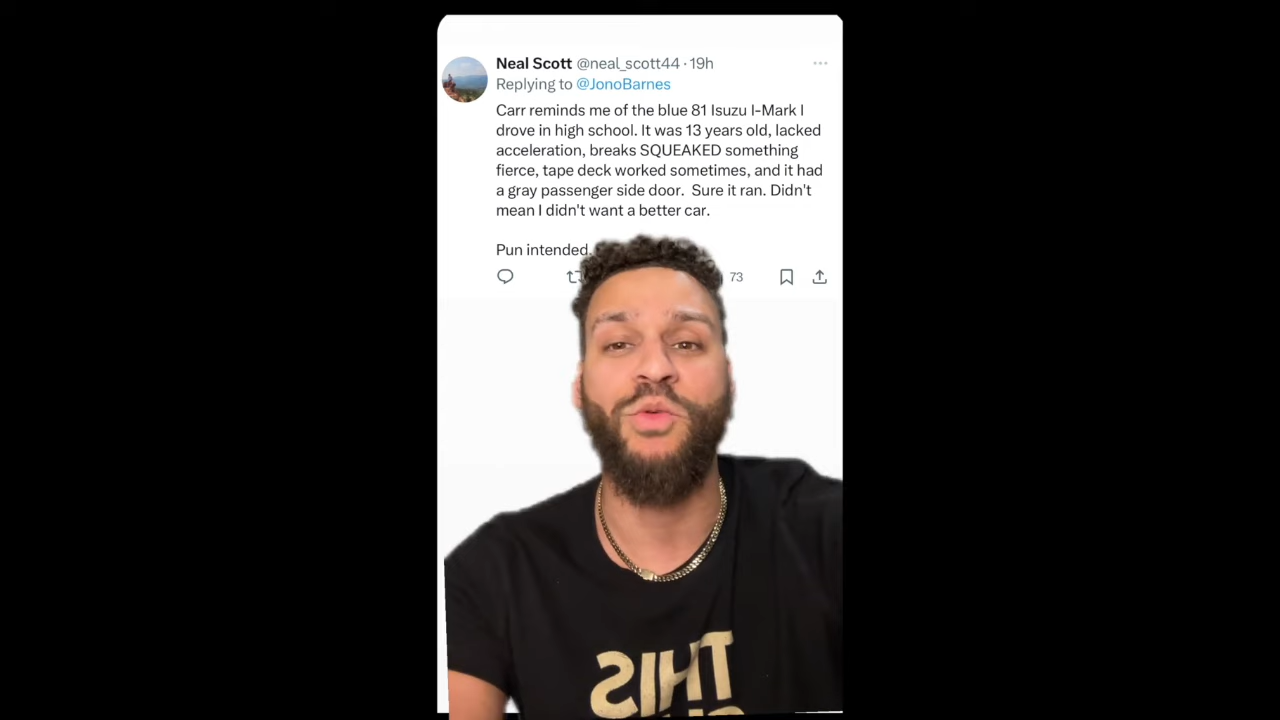 Neal Scott @neal_scott44 · 19h
Replying to @JonoBarnes
Carr reminds me of the blue 81 Isuzu I-Mark I
drove in high school. It was 13 years old, lacked
acceleration, breaks SQUEAKED something
fierce, tape deck worked sometimes, and it had
a gray passenger side door.  Sure it ran. Didn't
mean I didn't want a better car.
Pun intended.
73
THIS